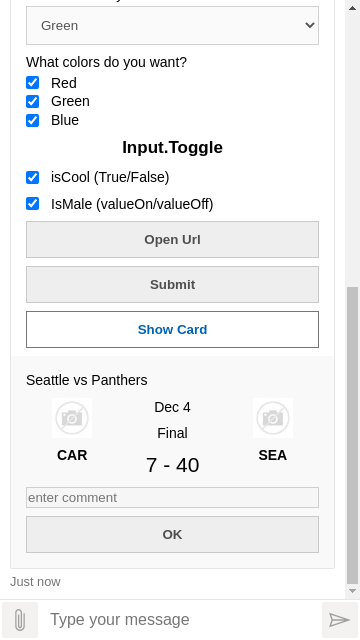 Green
What colors do you want?
Red
Green
Blue
Input.Toggle
isCool (True/False)
IsMale (valueOn/valueOff)
Open Url
Submit
Show Card
Seattle vs Panthers
Dec 4
Final
CAR
7 - 40
SEA
enter comment
OK
Just now
Type your message